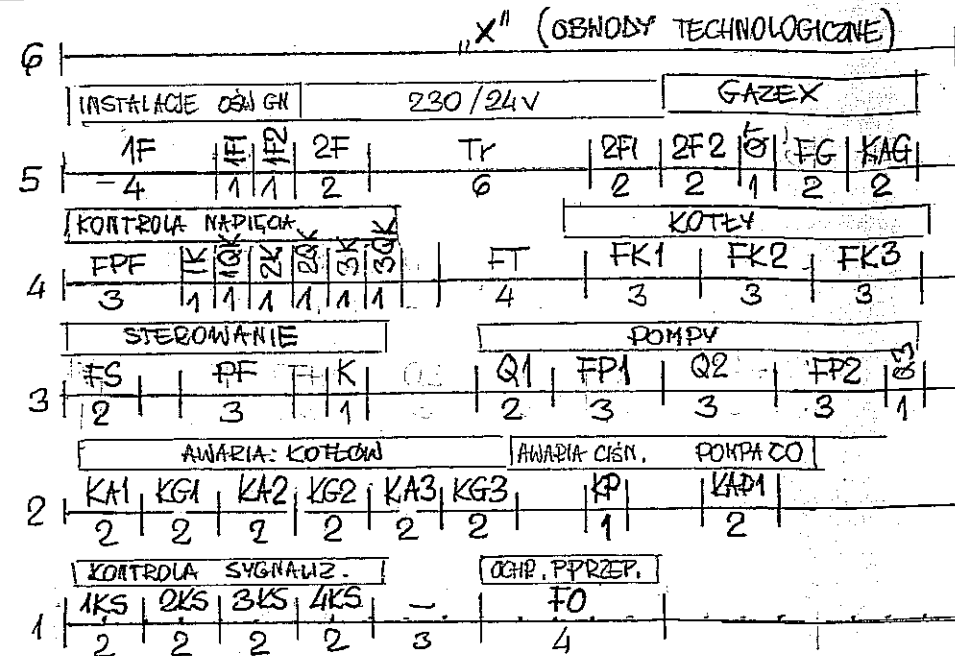 „X" (OBWODY TECHNOLOGICZNE)
6
INSTALACJE OŚW GN 230/24V GAZEX
1F 1F1 1F2 2F Tr 2F1 2F2 FG KAG
5
4 1 1 2 6 2 2 1 2 2
KONTROLA NAPIĘCIA KOTŁY
FPF 1K 1QK 2K 2QK 3K 3QK FT FK1 FK2 FK3
4
3 1 1 1 1 1 1 4 3 3 3
STEROWANIE POMPY
FS PF K Q1 FP1 Q2 FP2 Q3
3
2 3 1 2 3 3 3 1
AWARIA: KOTŁÓW AWARIA CIŚN. POMPA CO
KA1 KG1 KA2 KG2 KA3 KG3 KP KAP1
2
2 2 2 2 2 2 1 2
KONTROLA SYGNALIZ. OCHR. PPRZEP.
1KS 2KS 3KS 4KS – FO
1
2 2 2 2 3 4